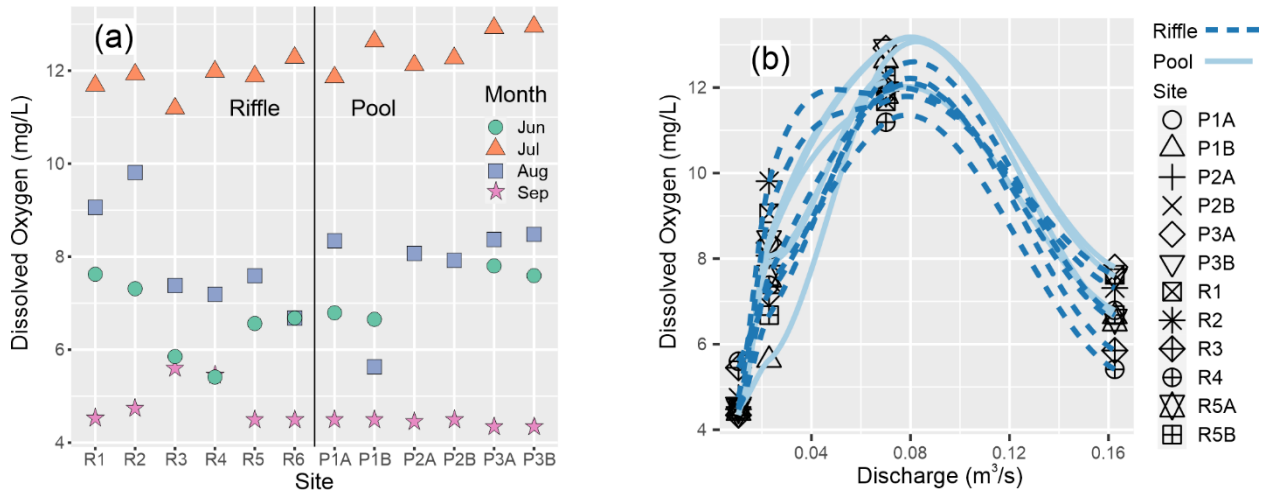 (a)
Riffle
Pool
Month
Jun
Jul
Aug
Sep
Dissolved Oxygen (mg/L)
12
10
8
6
4
R1 R2 R3 R4 R5 R6 P1A P1B P2A P2B P3A P3B
Site
(b)
Dissolved Oxygen (mg/L)
12
10
8
6
4
0.04 0.08 0.12 0.16
Discharge (m³/s)
Riffle
Pool
Site
P1A
P1B
P2A
P2B
P3A
P3B
R1
R2
R3
R4
R5A
R5B